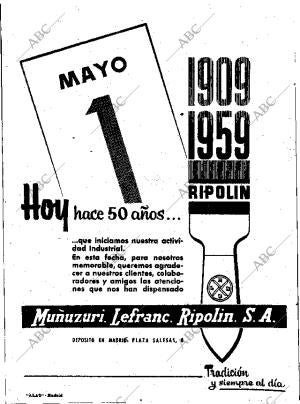 MAYO
1
1909
1959
RIPOLIN
Hoy hace 50 años...
...que iniciamos nuestra activi-
dad Industrial.
En esta fecha, para nosotros
memorable, queremos agrade-
cer a nuestros clientes, colabo-
radores y amigos las atencio-
nes que nos han dispensado
Muñuzuri, Lefranc, Ripolin, S. A.
DEPOSITO EN MADRID: PLAZA SALESAS,
Tradición
y siempre al día